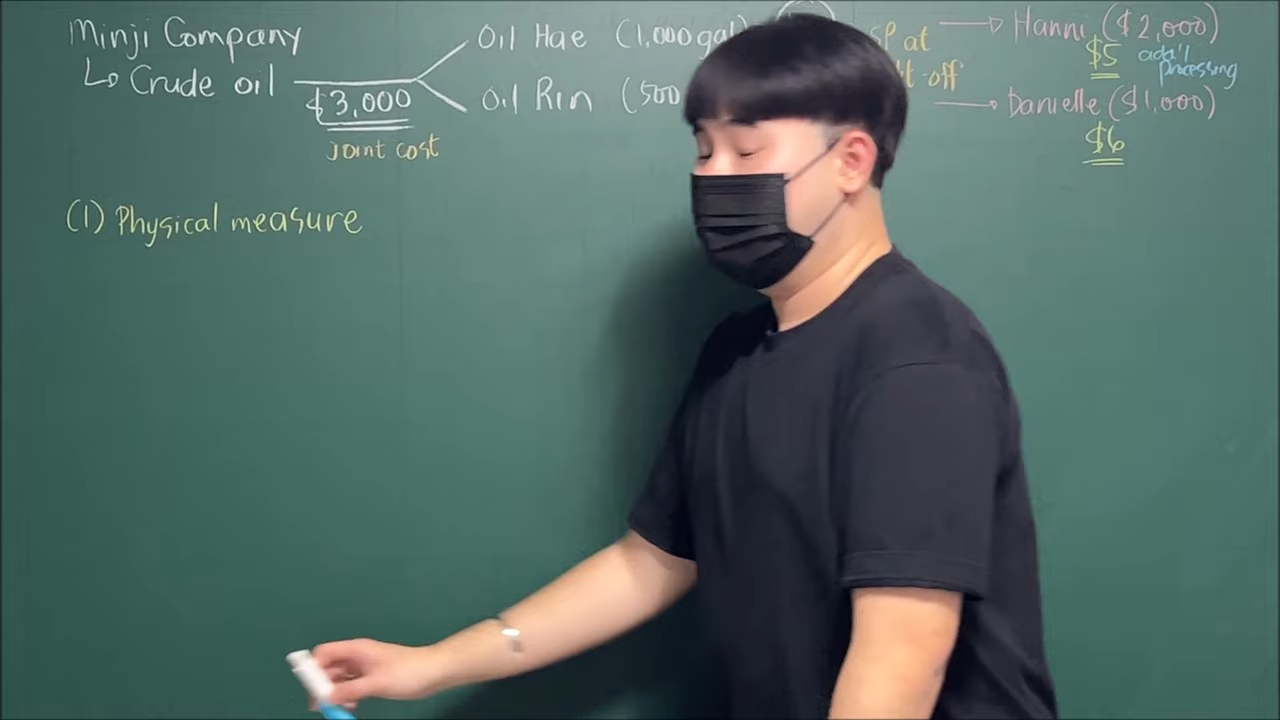 Minji Company
↳ Crude oil
$3,000
joint cost
Oil Hae (1,000 gal)
Oil Rin (500
SP at
off
Hanni ($2,000)
$5 add'l processing
Danielle ($1,000)
$6
(1) Physical measure